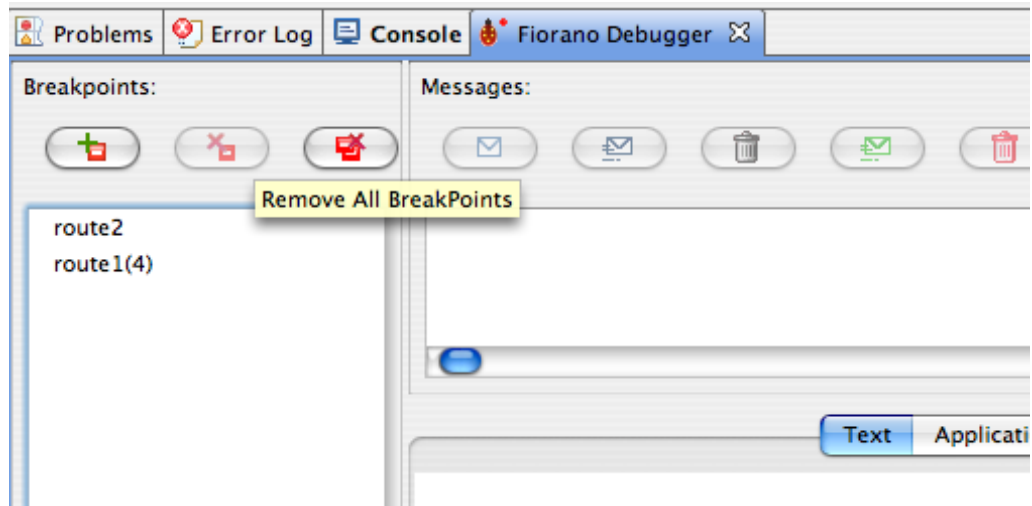 Problems Error Log Console Fiorano Debugger
Breakpoints:
Messages:
Remove All BreakPoints
route2
route1(4)
Text Applicati